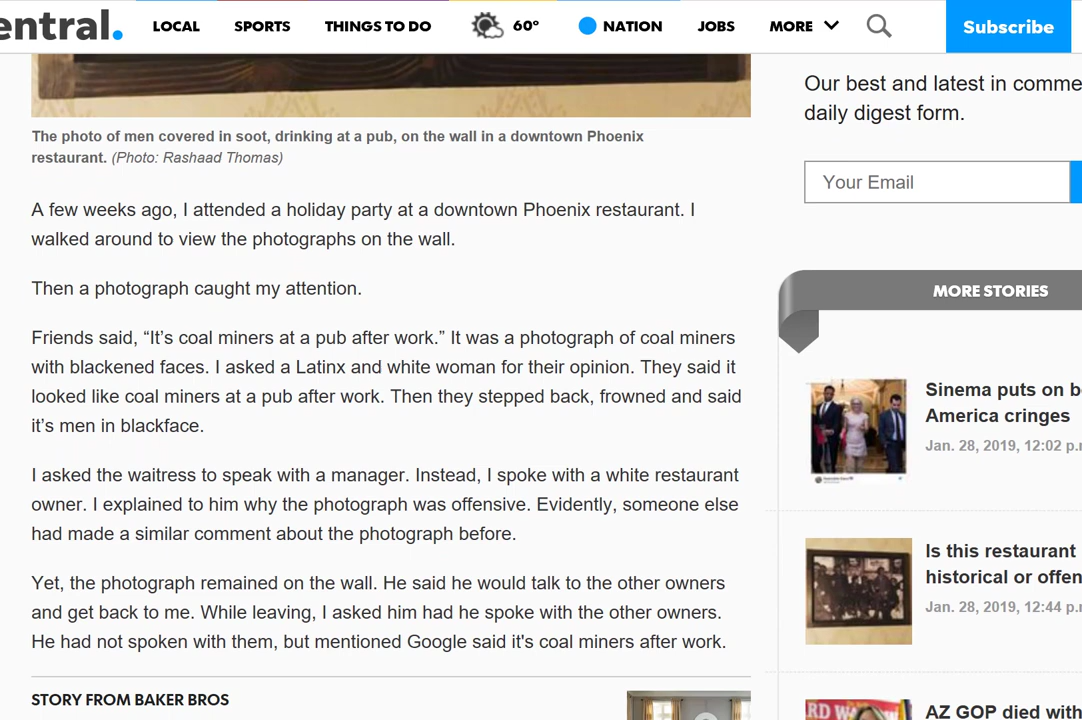 entral.
LOCAL
SPORTS
THINGS TO DO
60°
NATION
JOBS
MORE
Subscribe
The photo of men covered in soot, drinking at a pub, on the wall in a downtown Phoenix
restaurant. (Photo: Rashaad Thomas)
A few weeks ago, I attended a holiday party at a downtown Phoenix restaurant. I
walked around to view the photographs on the wall.
Then a photograph caught my attention.
Friends said, “It’s coal miners at a pub after work.” It was a photograph of coal miners
with blackened faces. I asked a Latinx and white woman for their opinion. They said it
looked like coal miners at a pub after work. Then they stepped back, frowned and said
it’s men in blackface.
I asked the waitress to speak with a manager. Instead, I spoke with a white restaurant
owner. I explained to him why the photograph was offensive. Evidently, someone else
had made a similar comment about the photograph before.
Yet, the photograph remained on the wall. He said he would talk to the other owners
and get back to me. While leaving, I asked him had he spoke with the other owners.
He had not spoken with them, but mentioned Google said it's coal miners after work.
STORY FROM BAKER BROS
Our best and latest in comme
daily digest form.
Your Email
MORE STORIES
Sinema puts on b
America cringes
Jan. 28, 2019, 12:02 p.
Is this restaurant
historical or offen
Jan. 28, 2019, 12:44 p.
AZ GOP died with